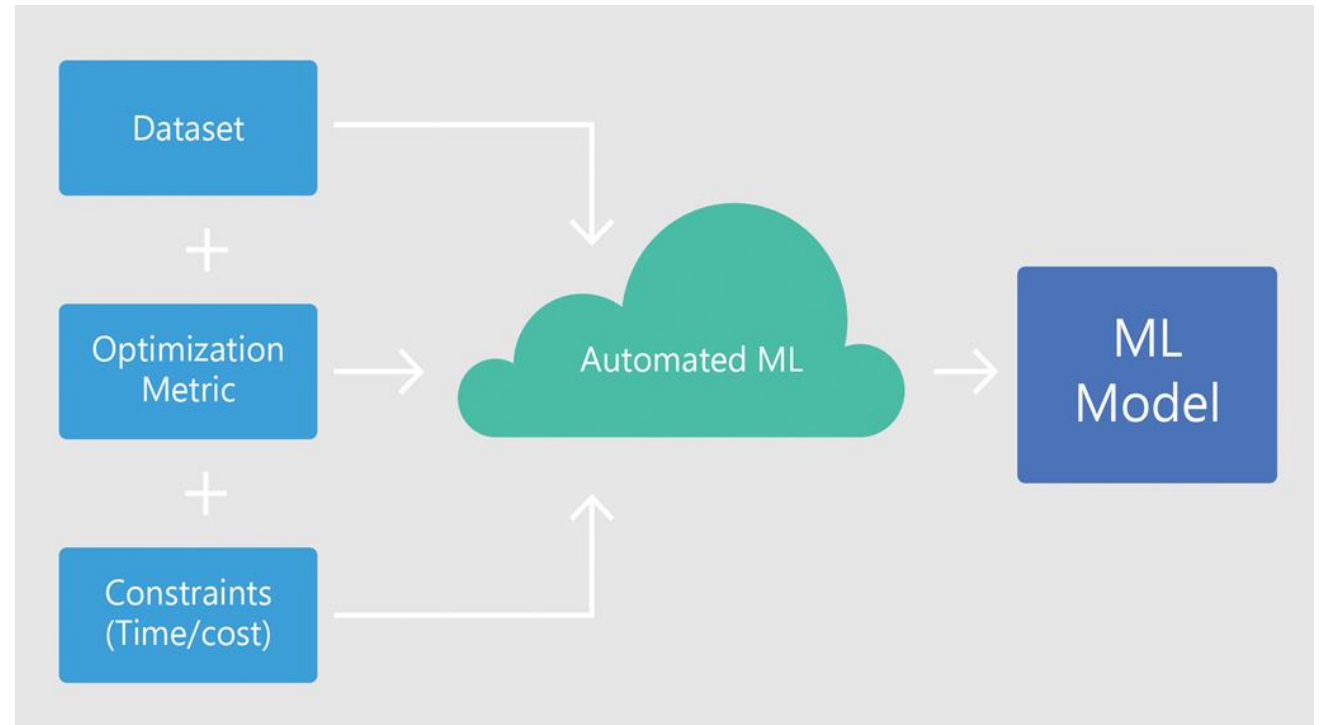 Dataset
+
Optimization
Metric
+
Constraints
(Time/cost)
Automated ML
ML
Model